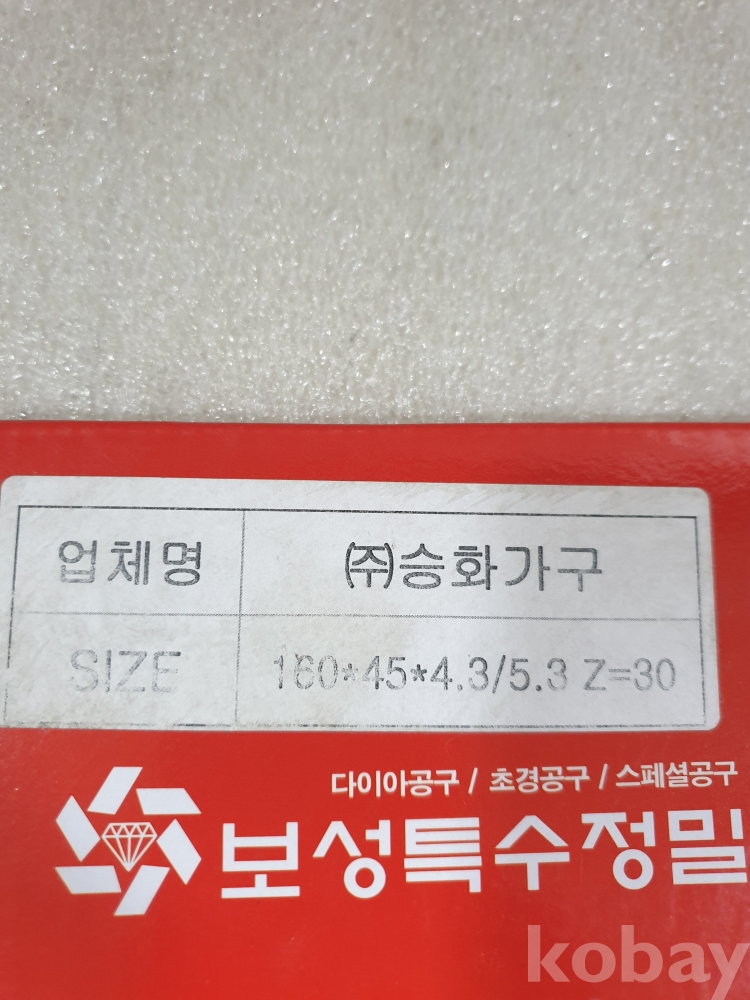 업체명 ㈜승화가구
SIZE 160*45*4.3/5.3 Z=30
다이아공구 / 초경공구 / 스페셜공구
보성특수정밀
kobay